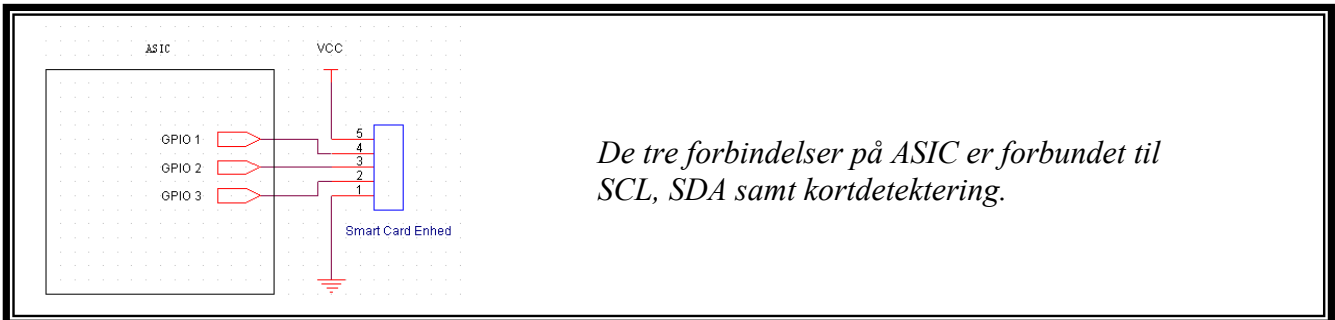 ASIC
VCC
GPIO 1
GPIO 2
GPIO 3
5
4
3
2
1
Smart Card Enhed
De tre forbindelser på ASIC er forbundet til
SCL, SDA samt kortdetektering.